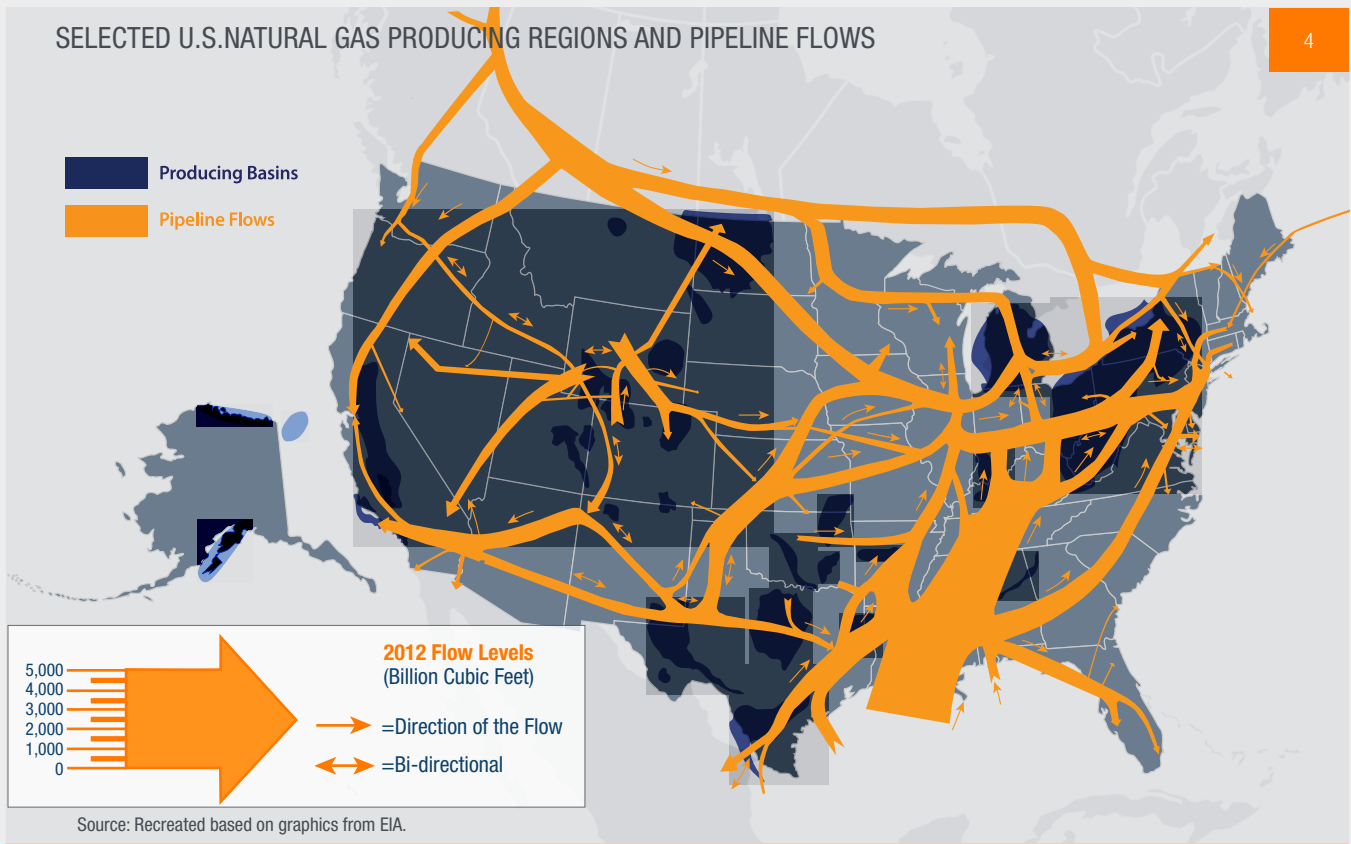 SELECTED U.S.NATURAL GAS PRODUCING REGIONS AND PIPELINE FLOWS
4
Producing Basins
Pipeline Flows
2012 Flow Levels
(Billion Cubic Feet)
5,000
4,000
3,000
2,000
1,000
0
=Direction of the Flow
=Bi-directional
Source: Recreated based on graphics from EIA.